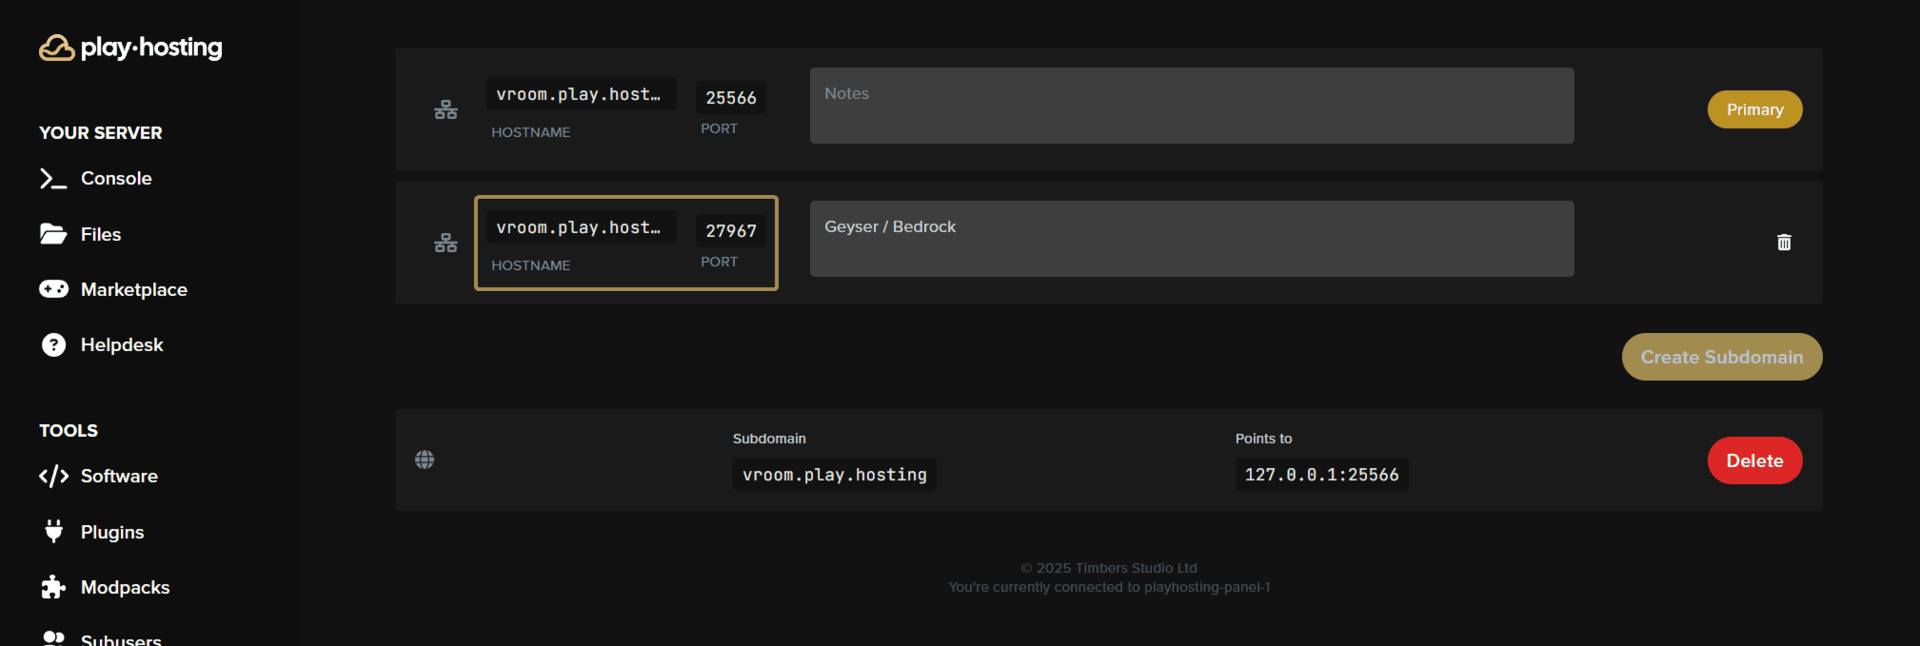 play·hosting
YOUR SERVER
Console
Files
Marketplace
Helpdesk
TOOLS
Software
Plugins
Modpacks
Subusers
vroom.play.host…
25566
HOSTNAME
PORT
Notes
Primary
vroom.play.host…
27967
HOSTNAME
PORT
Geyser / Bedrock
Create Subdomain
Subdomain
vroom.play.hosting
Points to
127.0.0.1:25566
Delete
© 2025 Timbers Studio Ltd
You're currently connected to playhosting-panel-1